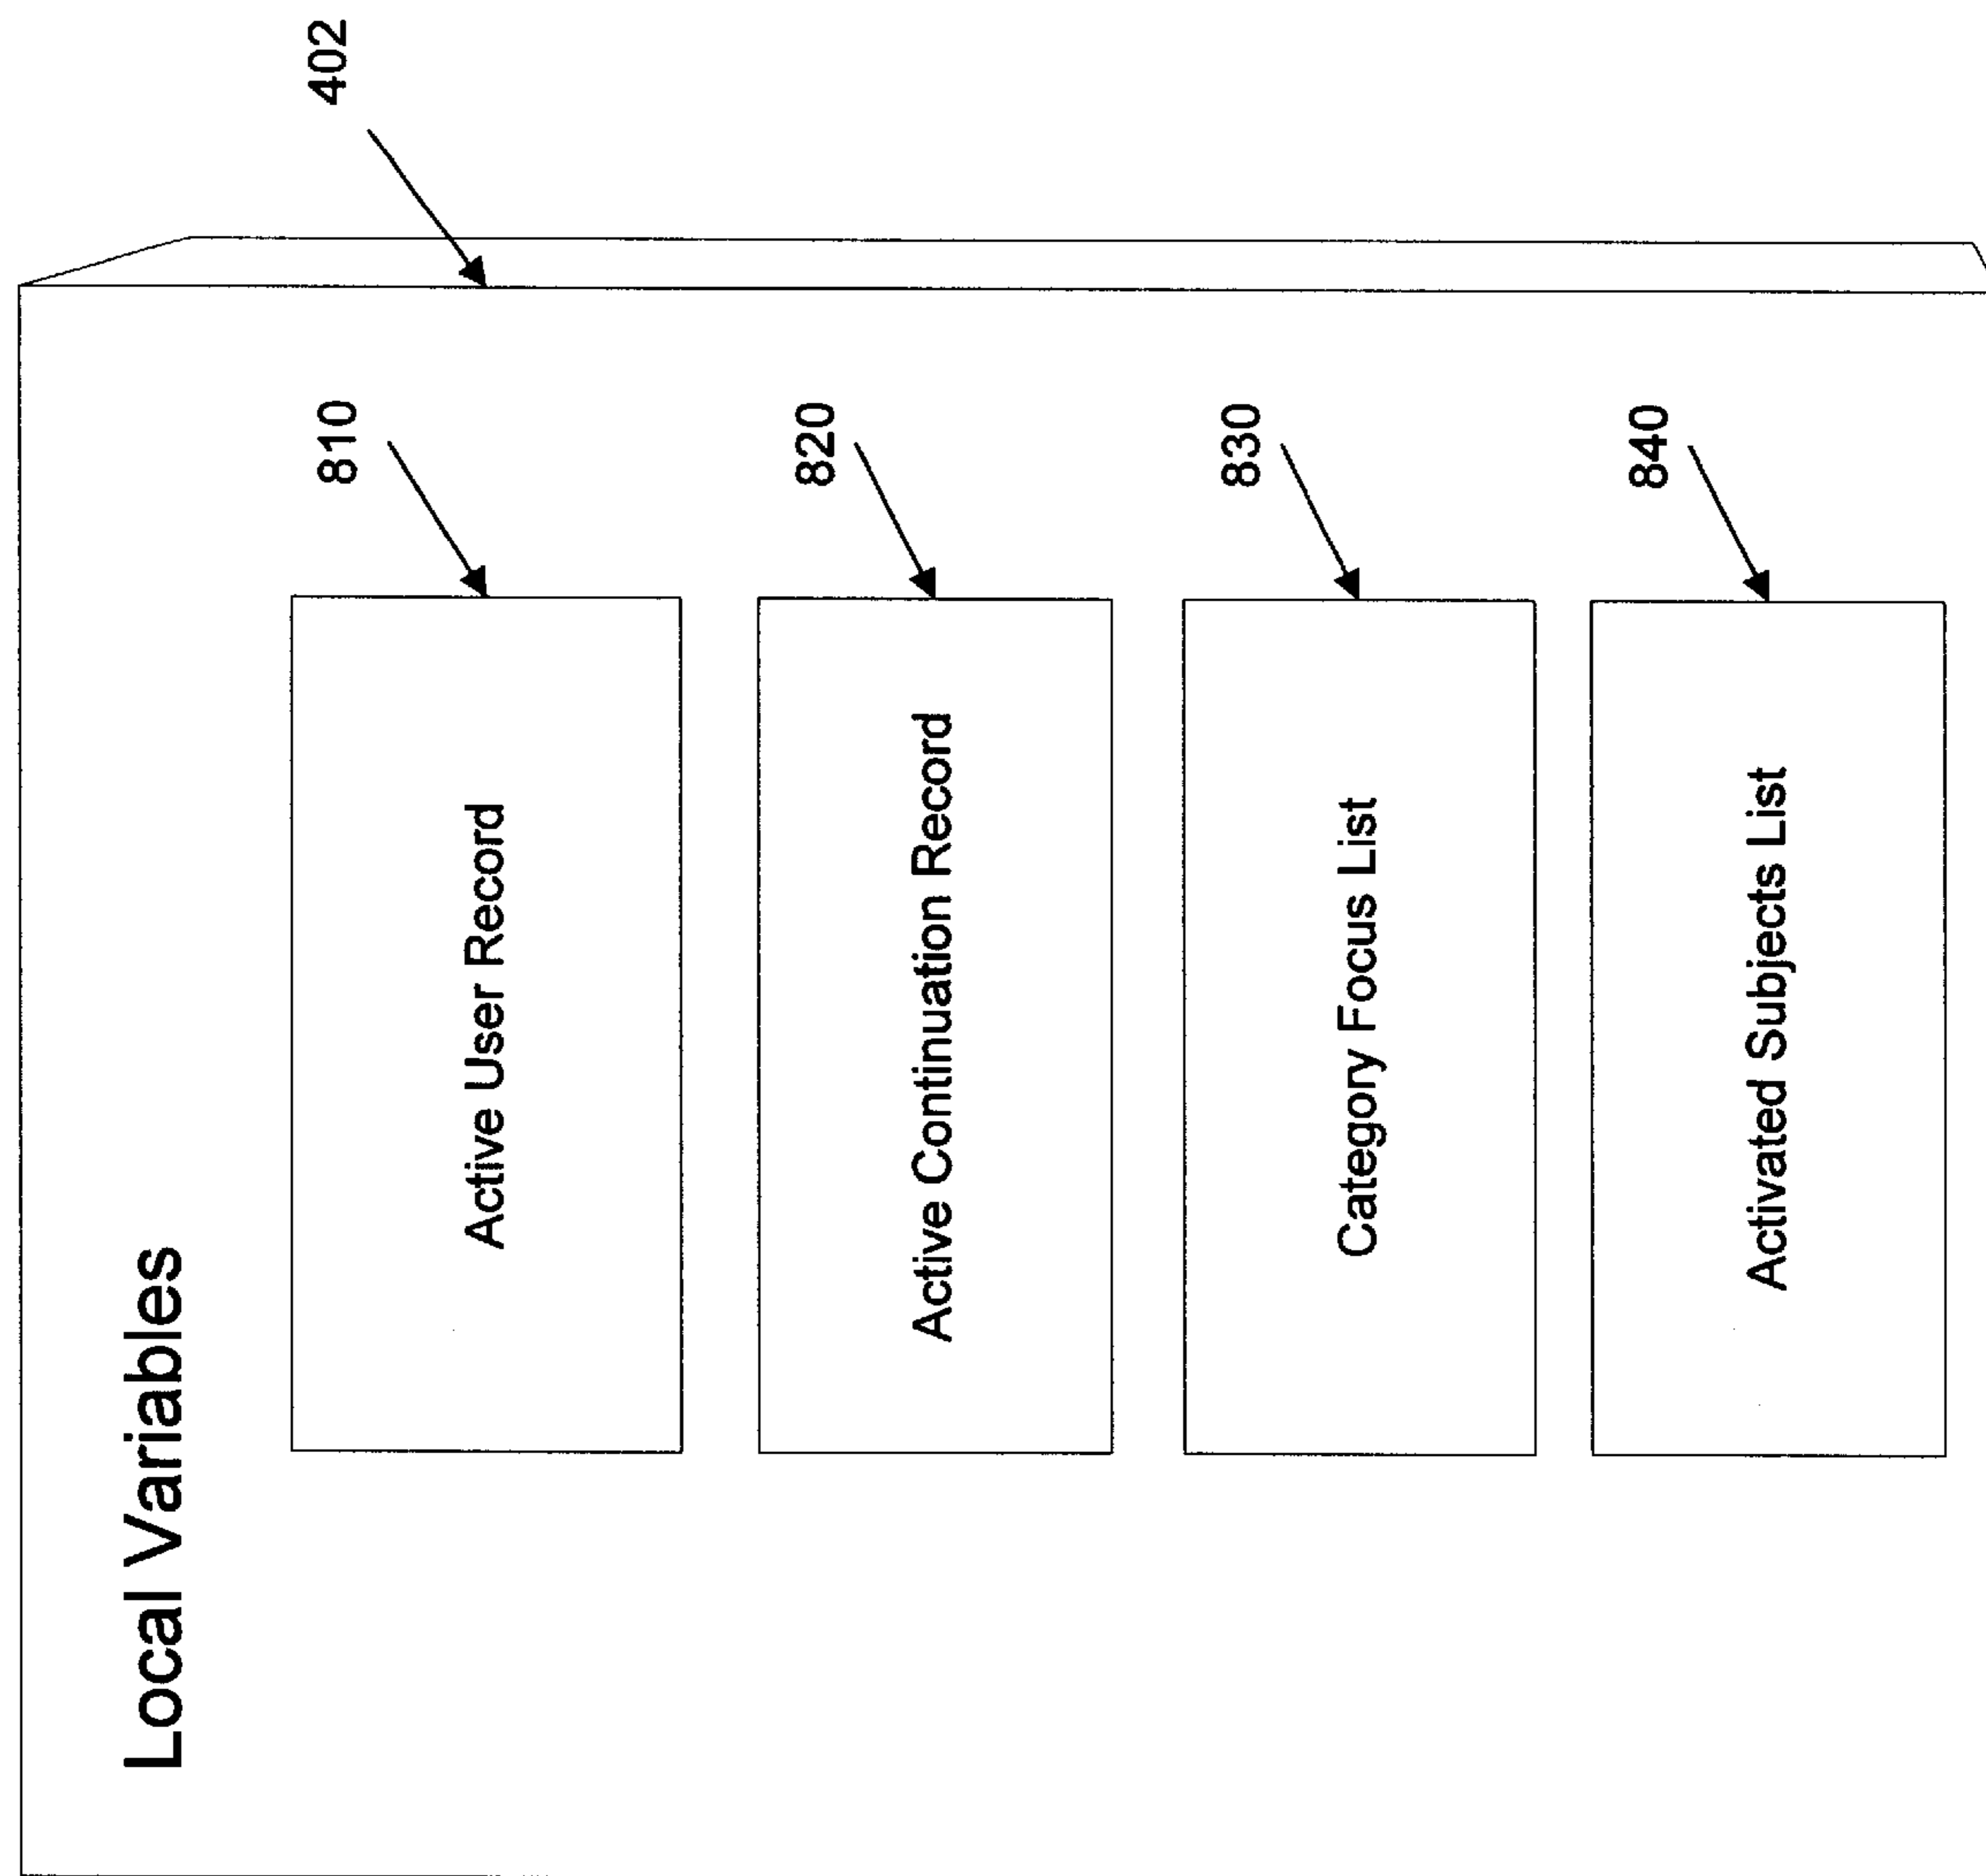 Local Variables
402
810
Active User Record
820
Active Continuation Record
830
Category Focus List
840
Activated Subjects List